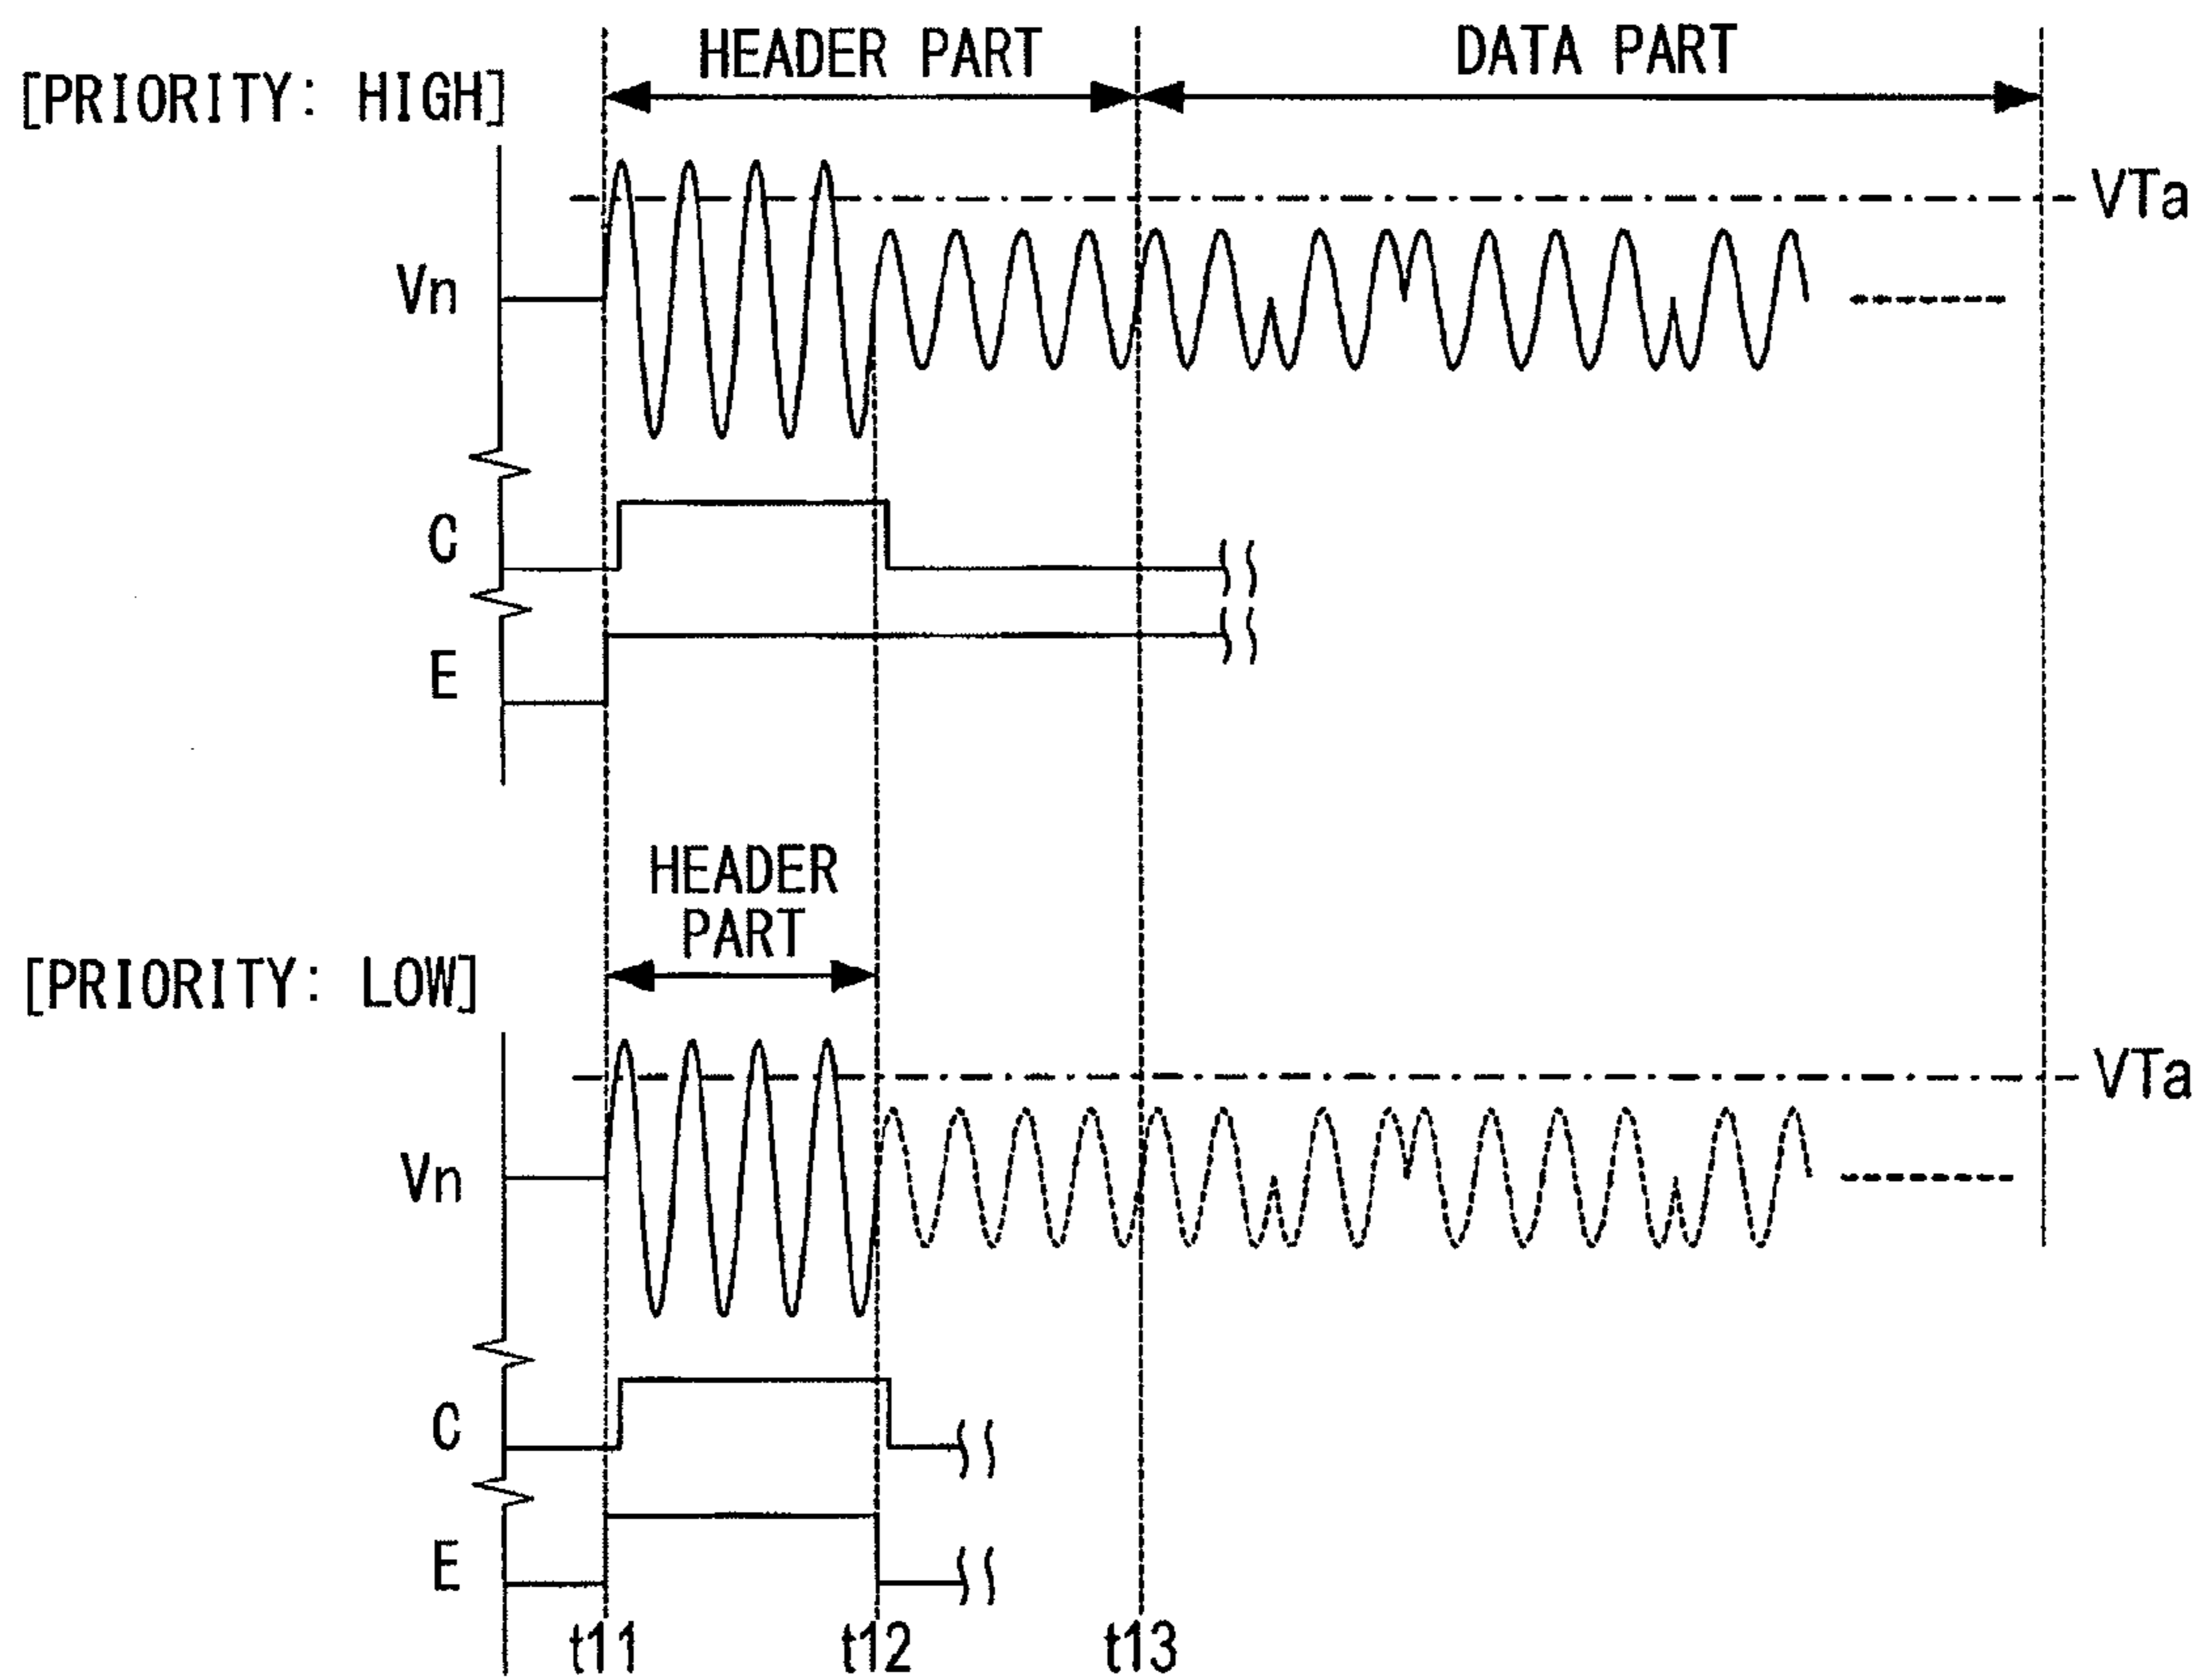 HEADER PART
DATA PART
[PRIORITY: HIGH]
VTa
Vn
C
E
HEADER
PART
[PRIORITY: LOW]
VTa
Vn
C
E
t11
t12
t13